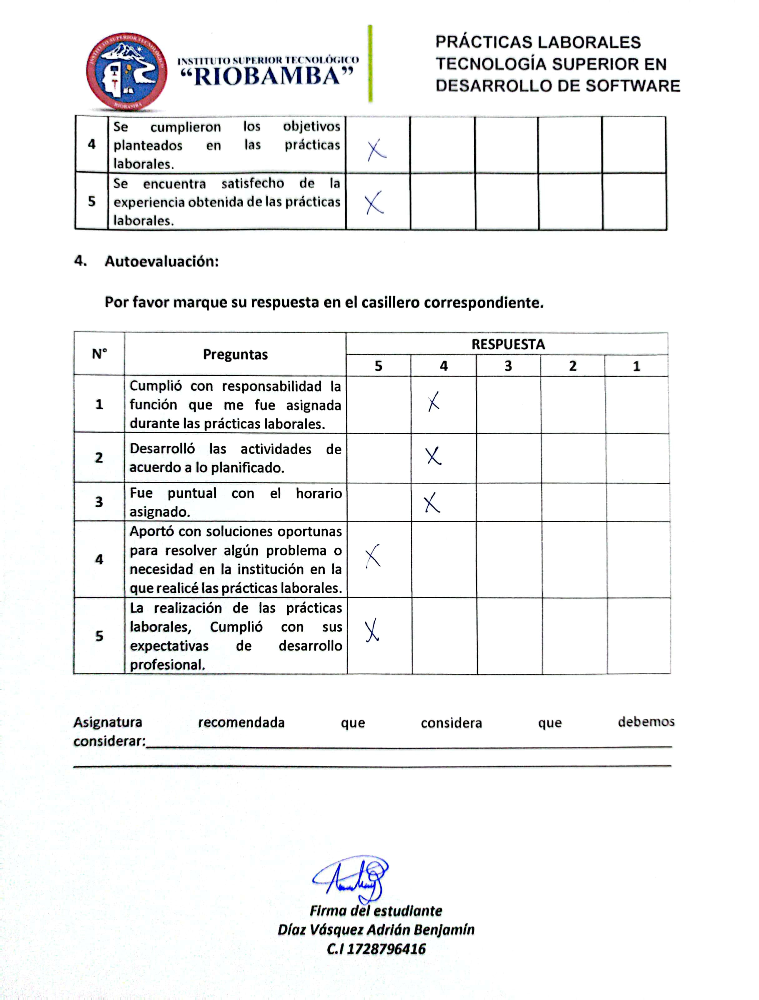 INSTITUTO SUPERIOR TECNOLÓGICO
RIOBAMBA
INSTITUTO SUPERIOR TECNOLÓGICO
“RIOBAMBA”
PRÁCTICAS LABORALES
TECNOLOGÍA SUPERIOR EN
DESARROLLO DE SOFTWARE
4
Se cumplieron los objetivos
planteados en las prácticas
laborales.
X
5
Se encuentra satisfecho de la
experiencia obtenida de las prácticas
laborales.
X
4. Autoevaluación:
Por favor marque su respuesta en el casillero correspondiente.
N° Preguntas RESPUESTA
5 4 3 2 1
1
Cumplió con responsabilidad la
función que me fue asignada
durante las prácticas laborales.
X
2
Desarrolló las actividades de
acuerdo a lo planificado.
X
3
Fue puntual con el horario
asignado.
X
4
Aportó con soluciones oportunas
para resolver algún problema o
necesidad en la institución en la
que realicé las prácticas laborales.
X
5
La realización de las prácticas
laborales, Cumplió con sus
expectativas de desarrollo
profesional.
X
Asignatura recomendada que considera que debemos
considerar:
Firma del estudiante
Díaz Vásquez Adrián Benjamín
C.I 1728796416